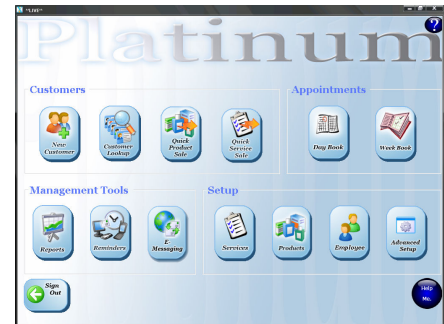 "LIVE"
Platinum
?
Customers
Appointments
New
Customer
Customer
Lookup
Quick
Product
Sale
Quick
Service
Sale
Day Book
Week Book
Management Tools
Setup
Reports
Reminders
E
Messaging
Services
Products
Employee
Advanced
Setup
Sign
Out
Help
Me.